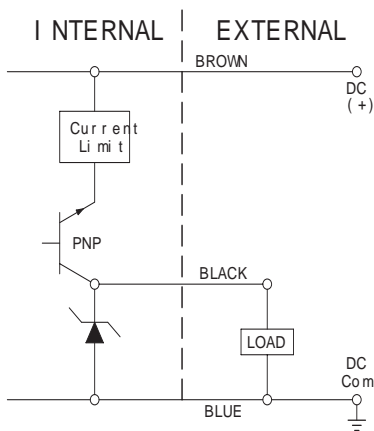 INTERNAL EXTERNAL
BROWN
DC
(+)
Current
Limit
PNP
BLACK
LOAD
DC
Com
BLUE